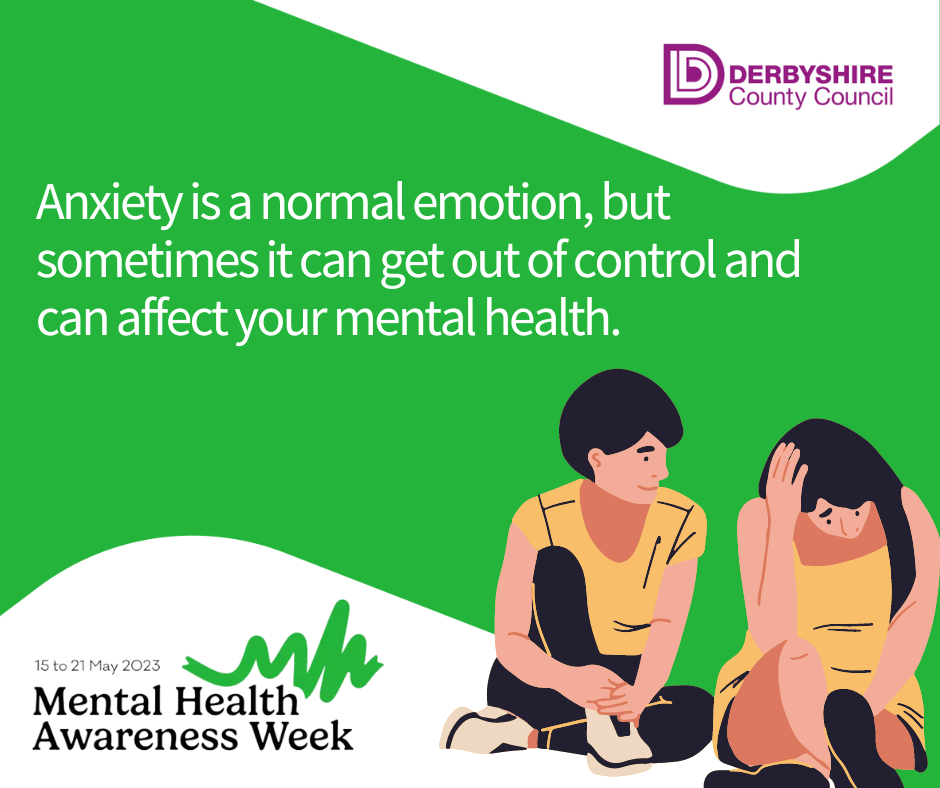 DERBYSHIRE
County Council
Anxiety is a normal emotion, but
sometimes it can get out of control and
can affect your mental health.
15 to 21 May 2023
Mental Health
Awareness Week